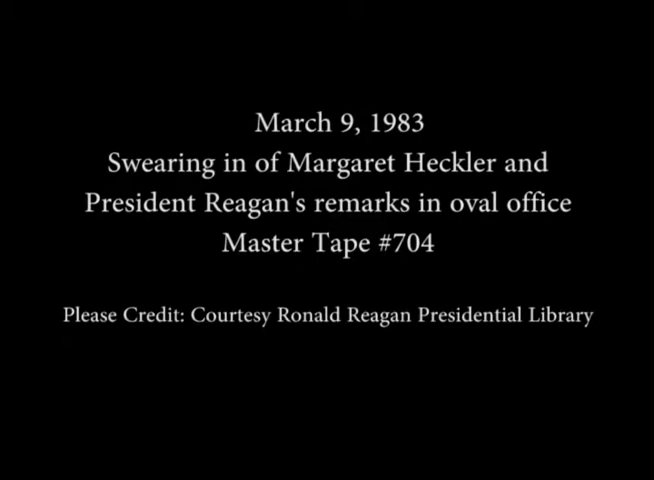 March 9, 1983
Swearing in of Margaret Heckler and
President Reagan's remarks in oval office
Master Tape #704
Please Credit: Courtesy Ronald Reagan Presidential Library